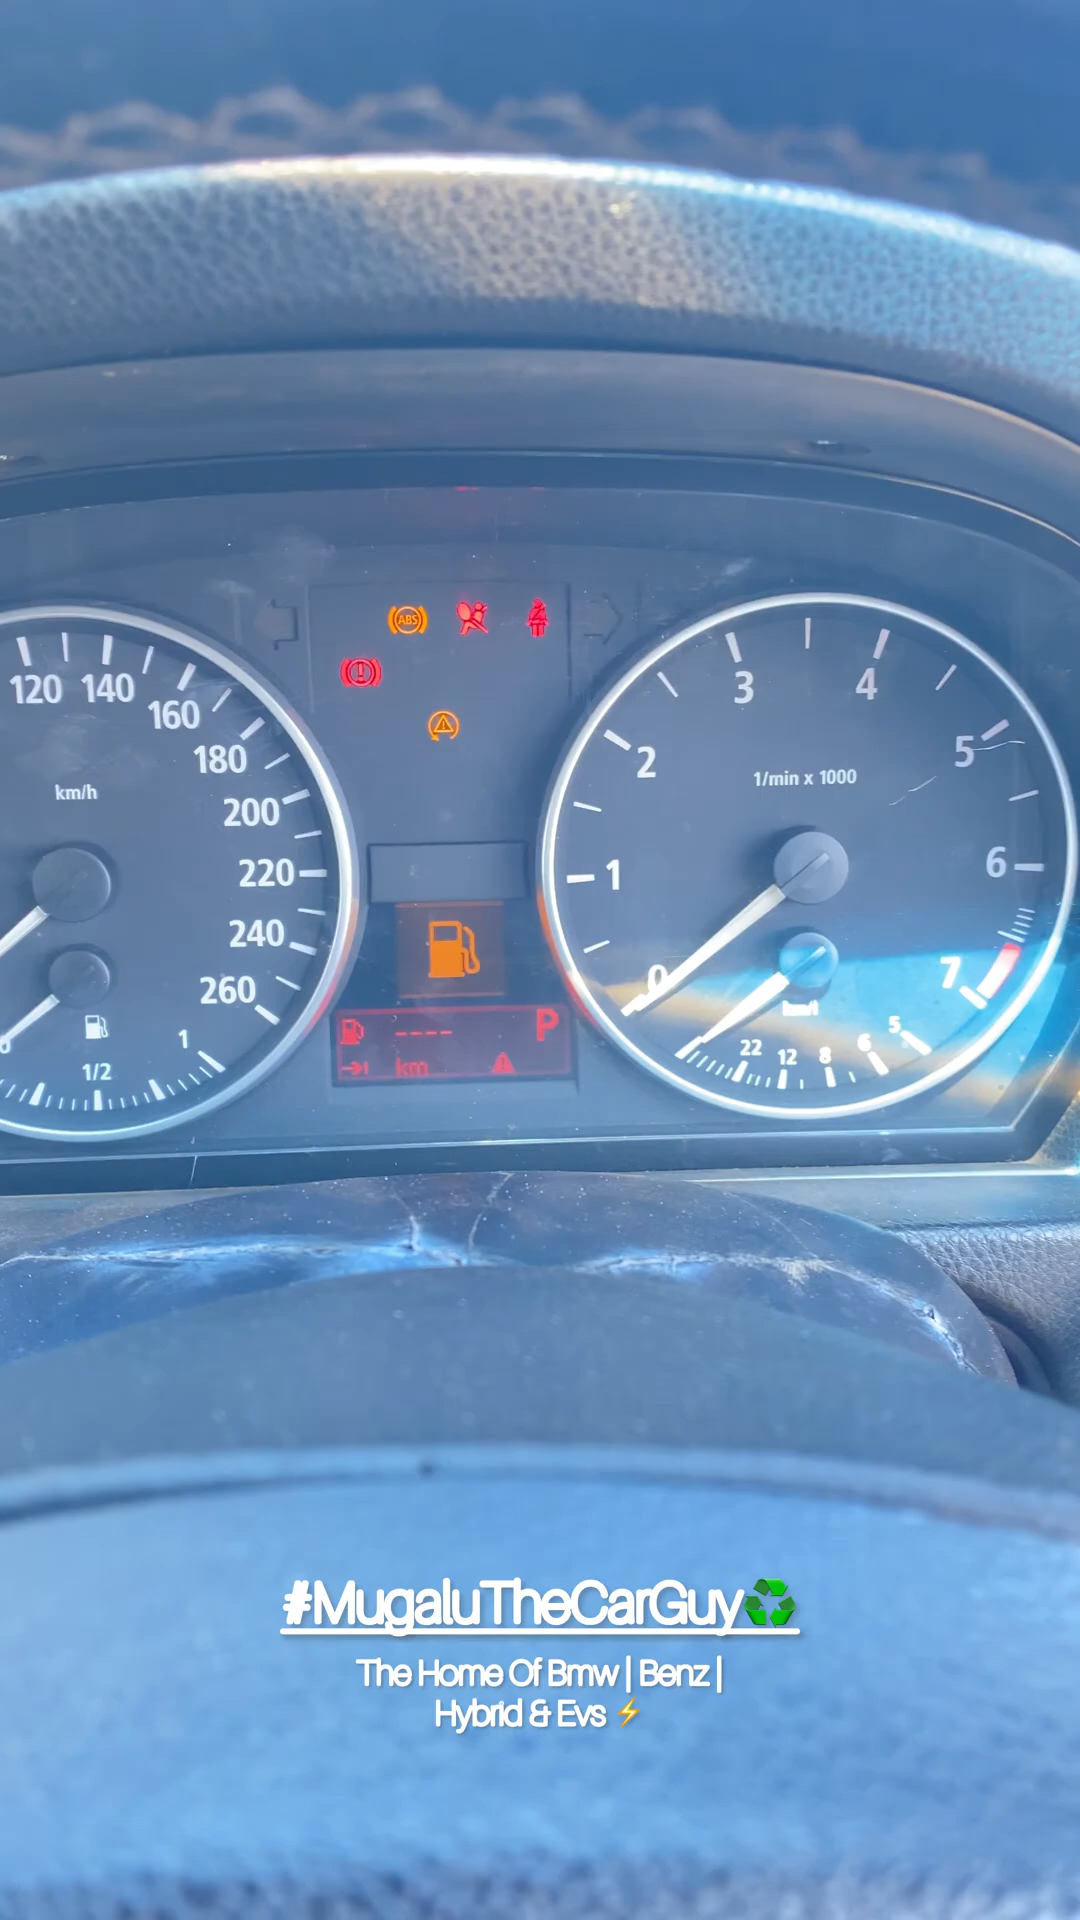 ABS
120 140
160
180
km/h
200
220
240
260
0
1/2
1
P
----
km
1/min x 1000
0
1
2
3
4
5
6
7
km/l
22 12 8 6 5
#MugaluTheCarGuy♻️
The Home Of Bmw | Benz |
Hybrid & Evs ⚡